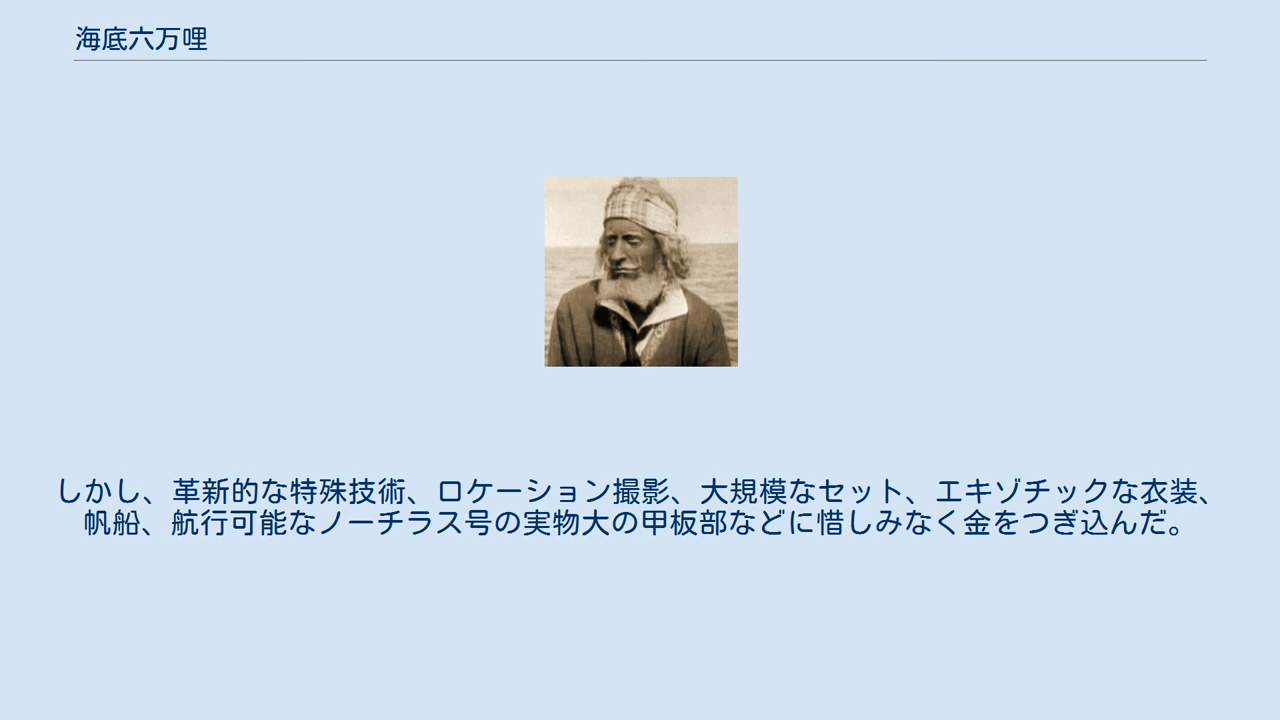 海底六万哩
しかし、革新的な特殊技術、ロケーション撮影、大規模なセット、エキゾチックな衣装、
帆船、航行可能なノーチラス号の実物大の甲板部などに惜しみなく金をつぎ込んだ。